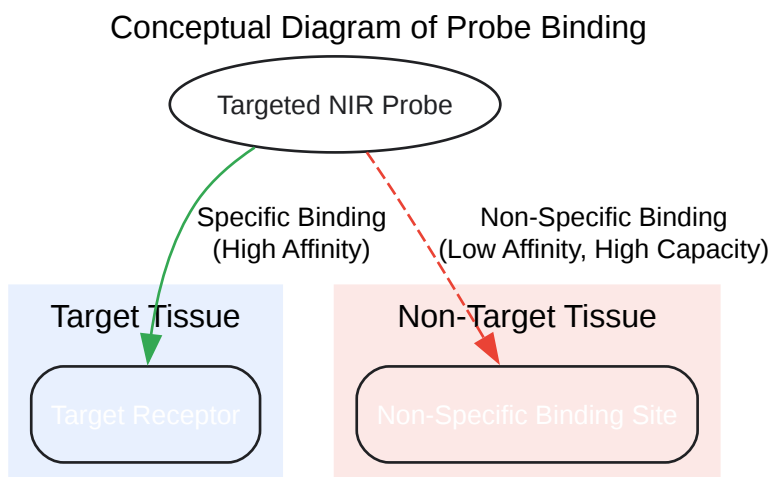 Conceptual Diagram of Probe Binding
Targeted NIR Probe
Specific Binding
(High Affinity)
Non-Specific Binding
(Low Affinity, High Capacity)
Target Tissue
Non-Target Tissue
Target Receptor
Non-Specific Binding Site